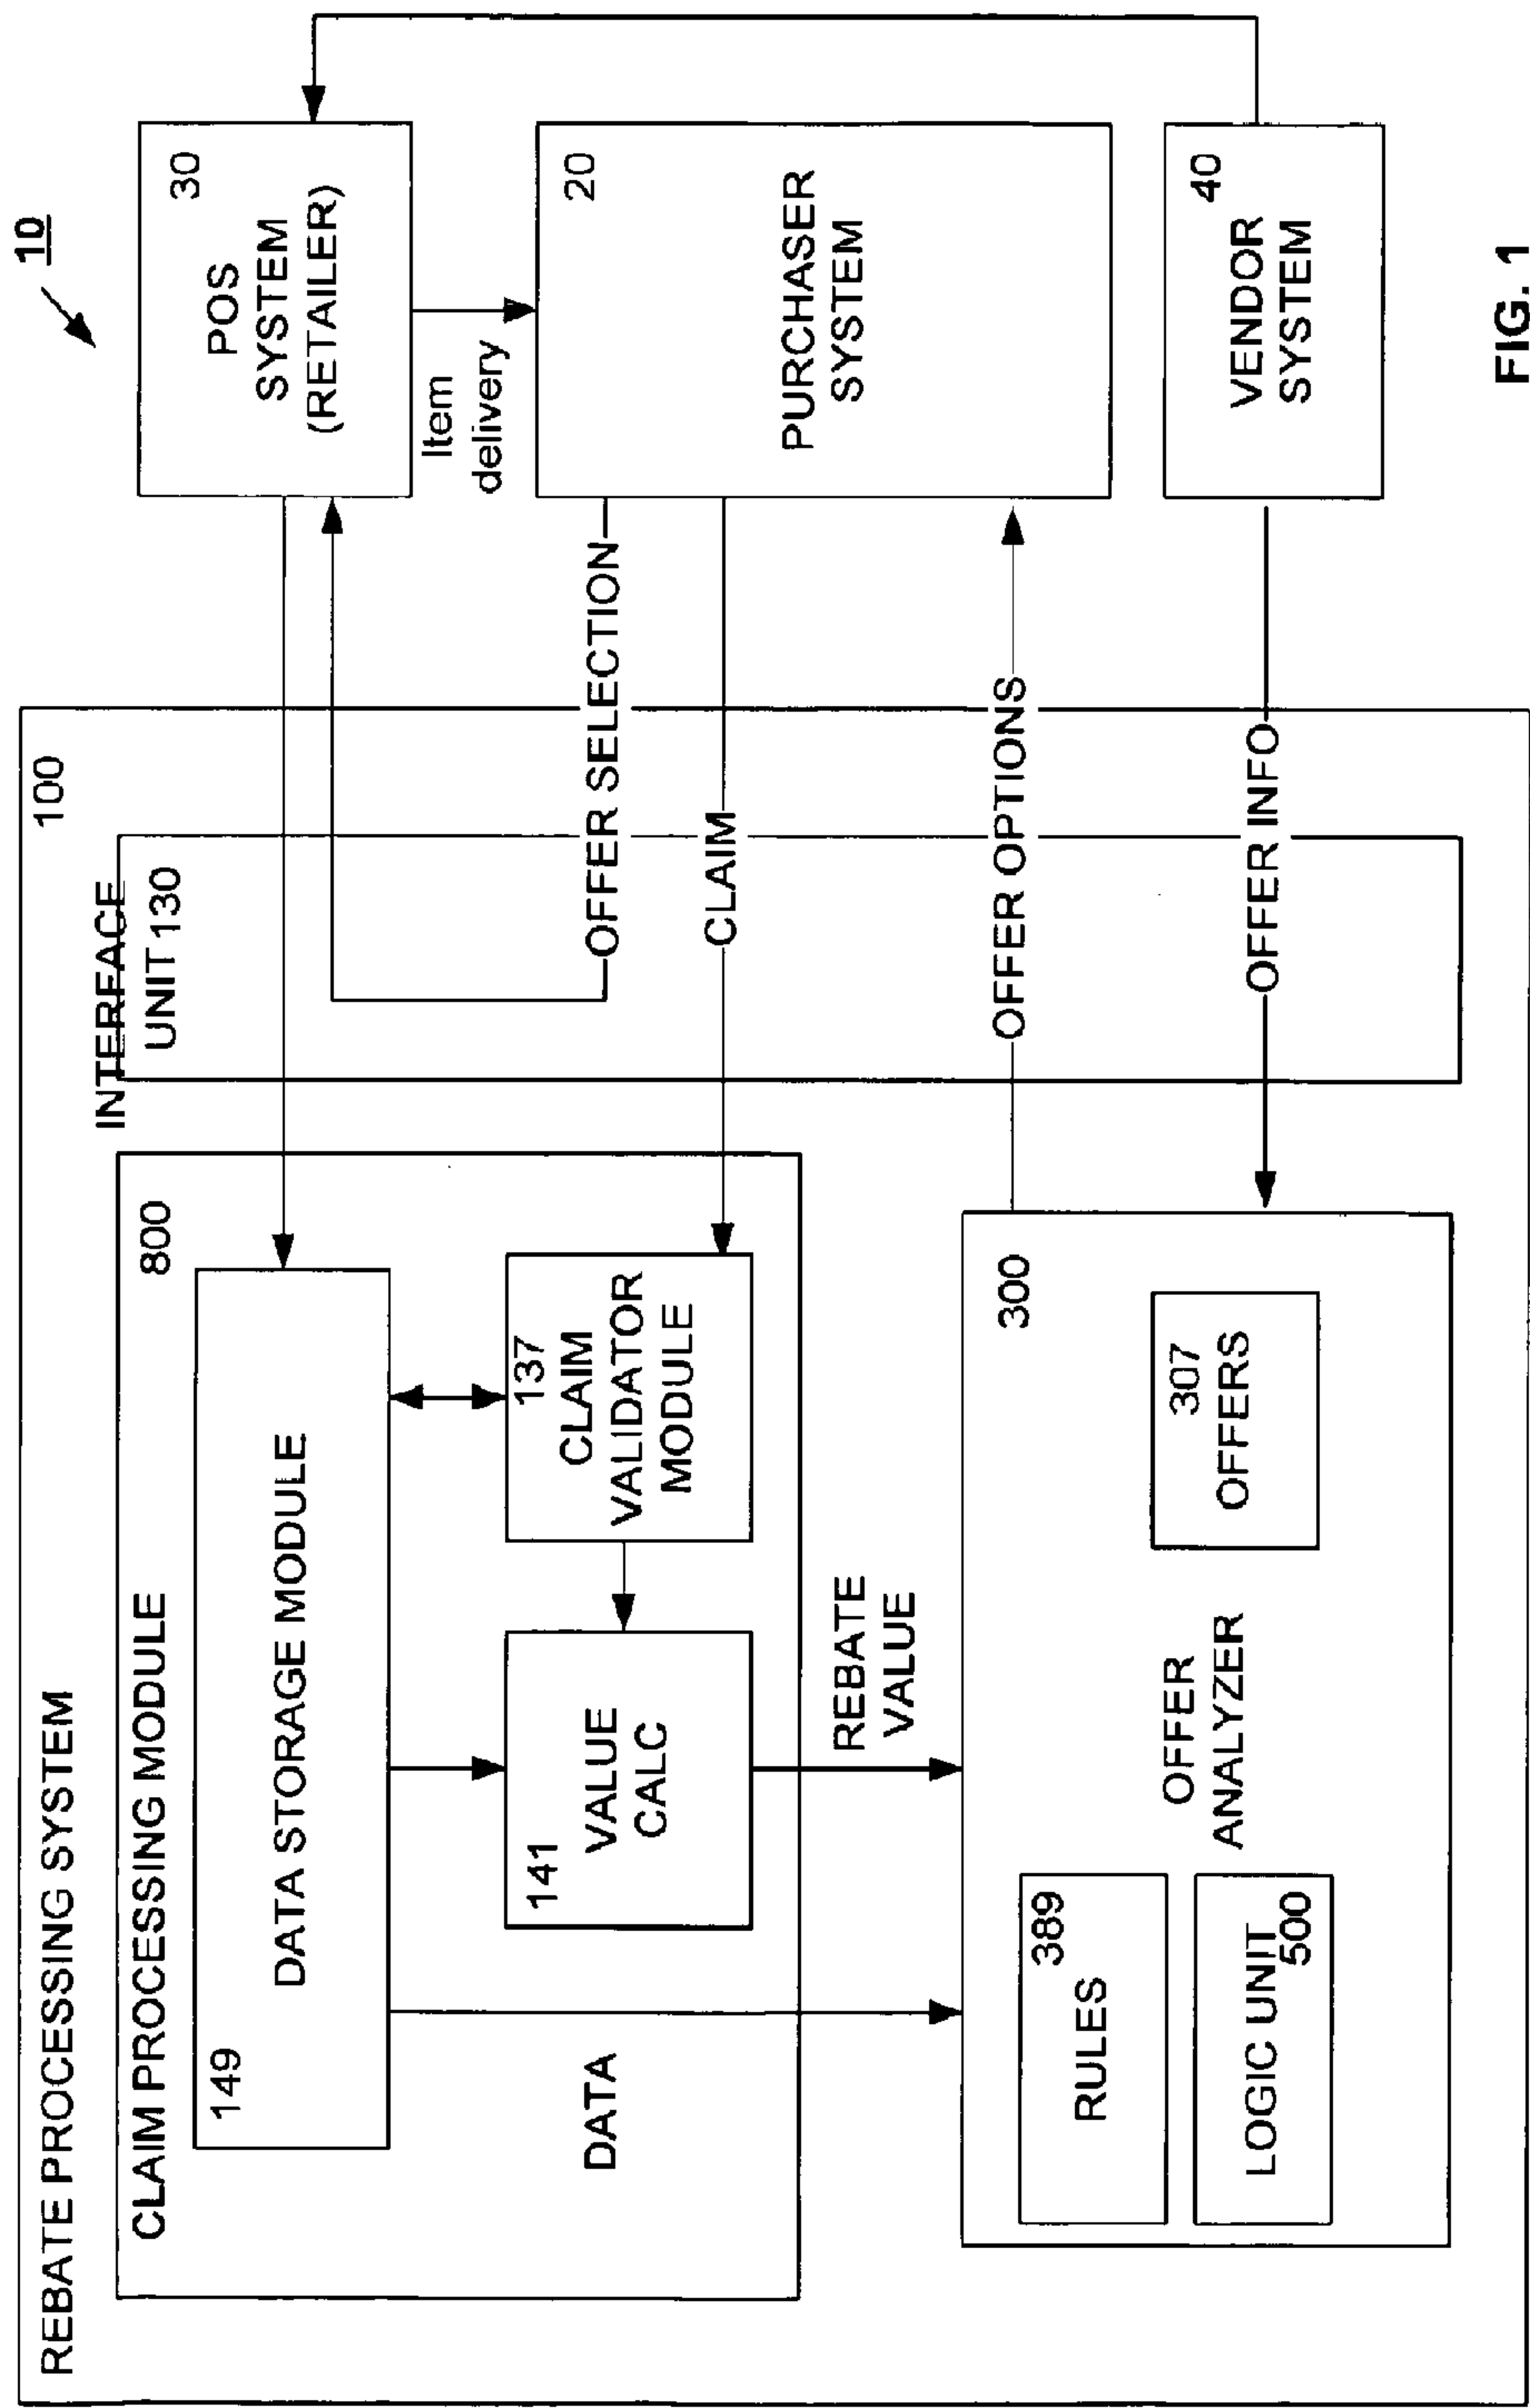 10
REBATE PROCESSING SYSTEM
100
CLAIM PROCESSING MODULE
800
149
DATA STORAGE MODULE
141
VALUE
CALC
137
CLAIM
VALIDATOR
MODULE
DATA
REBATE
VALUE
300
389
RULES
LOGIC UNIT
500
OFFER
ANALYZER
307
OFFERS
INTERFACE
UNIT 130
OFFER SELECTION
CLAIM
OFFER OPTIONS
OFFER INFO
30
POS
SYSTEM
(RETAILER)
Item
delivery
20
PURCHASER
SYSTEM
40
VENDOR
SYSTEM
FIG. 1